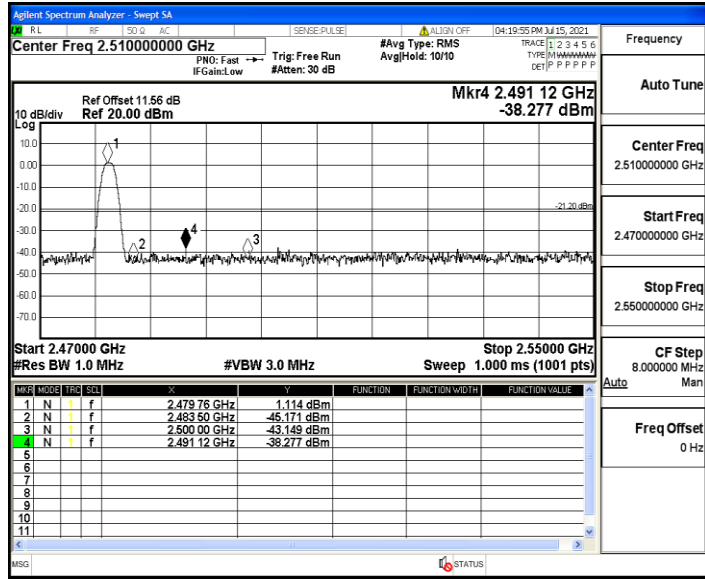 Agilent Spectrum Analyzer - Swept SA
LXI RL RF 50 Ω AC SENSE:PULSE ALIGN OFF 04:19:55 PM Jul 15, 2021
Center Freq 2.510000000 GHz
PNO: Fast
IFGain:Low
Trig: Free Run
#Atten: 30 dB
#Avg Type: RMS
Avg|Hold: 10/10
TRACE 1 2 3 4 5 6
TYPE MWWWWW
DET P P P P P P
Ref Offset 11.56 dB
10 dB/div Ref 20.00 dBm
Log
Mkr4 2.491 12 GHz
-38.277 dBm
10.0
0.00
-10.0
-20.0
-30.0
-40.0
-50.0
-60.0
-70.0
1
2
4
3
-21.20 dBm
Start 2.47000 GHz Stop 2.55000 GHz
#Res BW 1.0 MHz #VBW 3.0 MHz Sweep 1.000 ms (1001 pts)
MKR MODE TRC SCL X Y FUNCTION FUNCTION WIDTH FUNCTION VALUE
1 N 1 f 2.479 76 GHz 1.114 dBm
2 N 1 f 2.483 50 GHz -45.171 dBm
3 N 1 f 2.500 00 GHz -43.149 dBm
4 N 1 f 2.491 12 GHz -38.277 dBm
5
6
7
8
9
10
11
MSG STATUS
Frequency
Auto Tune
Center Freq
2.510000000 GHz
Start Freq
2.470000000 GHz
Stop Freq
2.550000000 GHz
CF Step
8.000000 MHz
Auto Man
Freq Offset
0 Hz